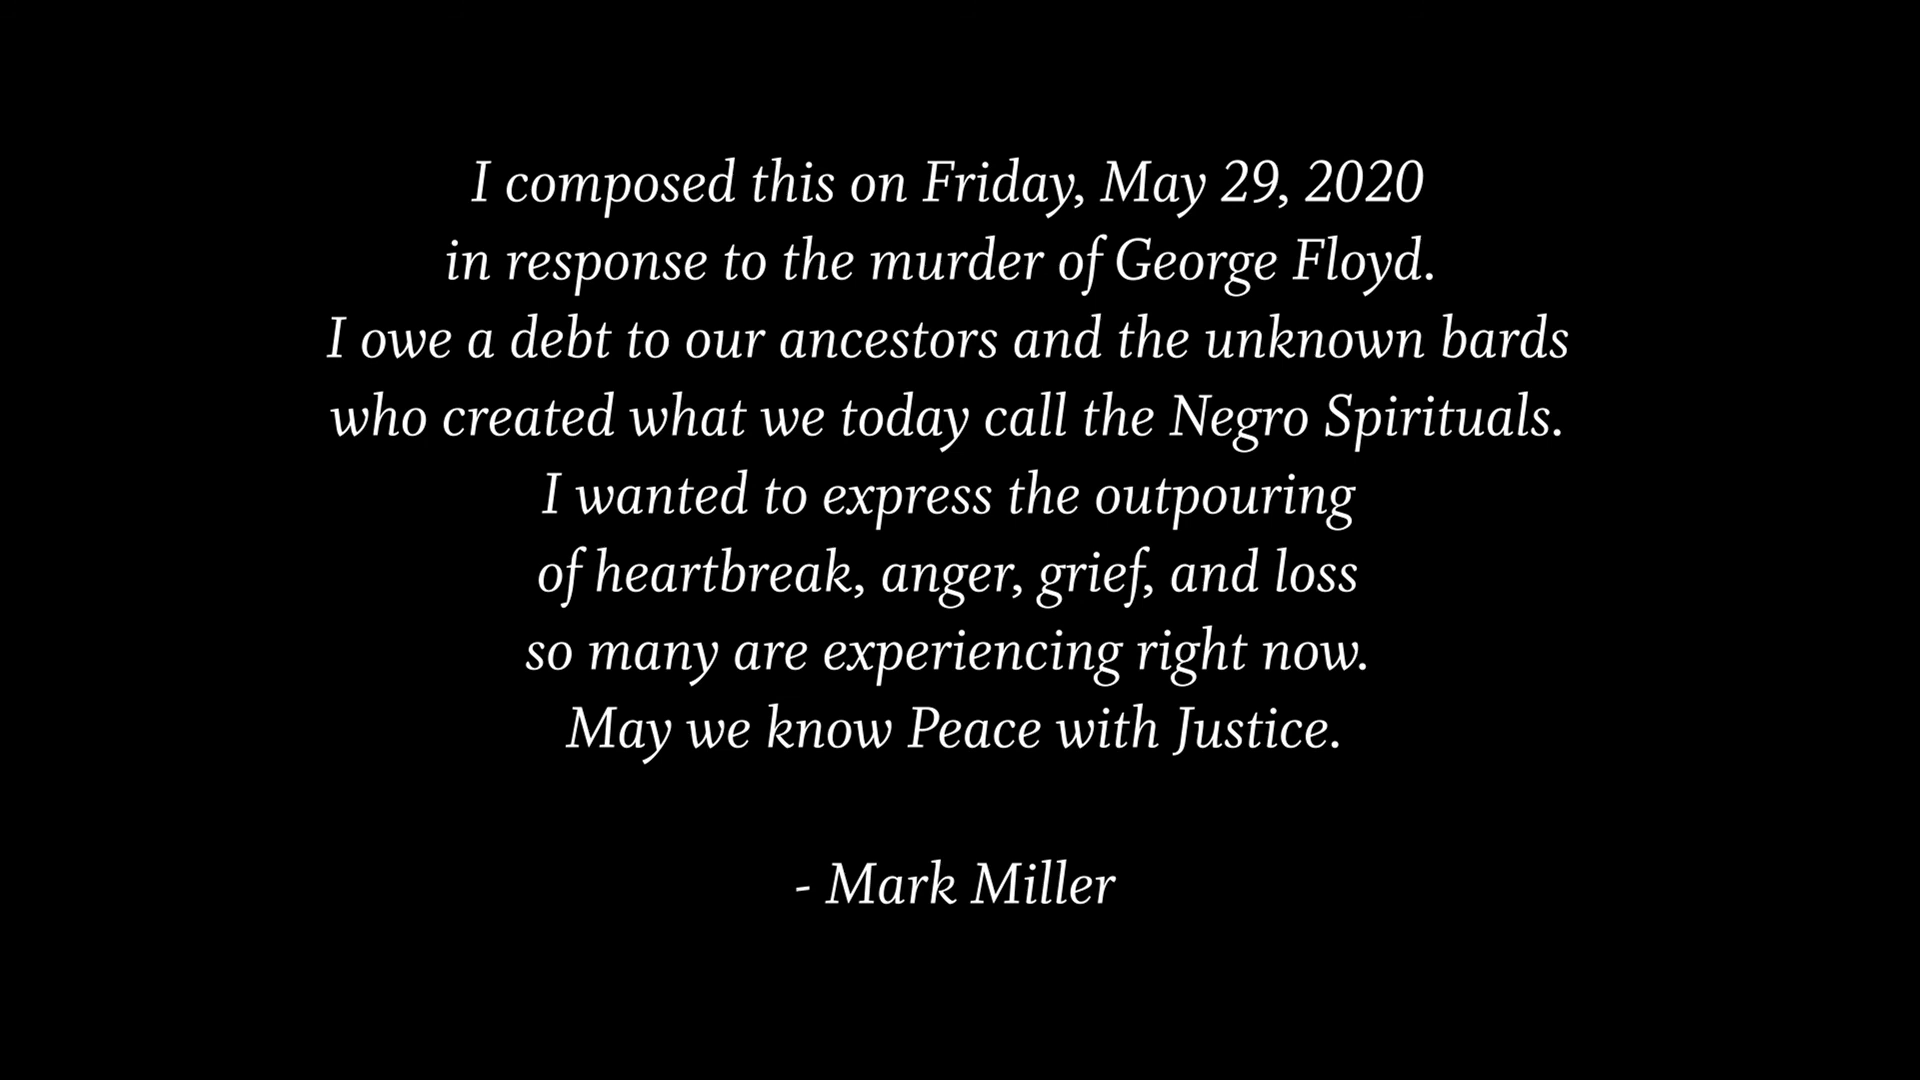 I composed this on Friday, May 29, 2020
in response to the murder of George Floyd.
I owe a debt to our ancestors and the unknown bards
who created what we today call the Negro Spirituals.
I wanted to express the outpouring
of heartbreak, anger, grief, and loss
so many are experiencing right now.
May we know Peace with Justice.
- Mark Miller